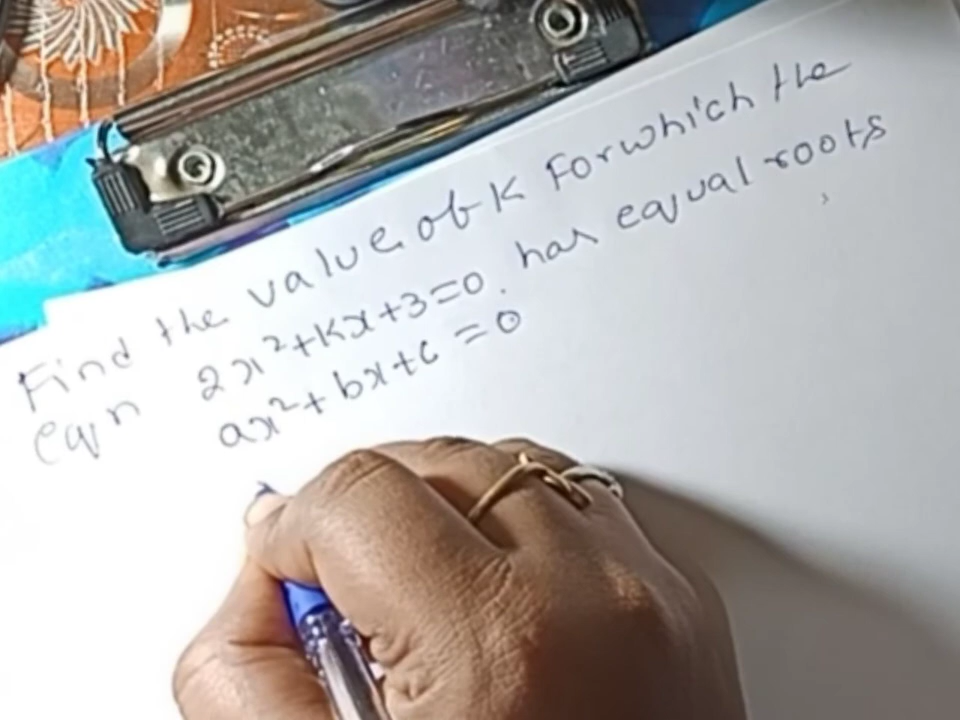 Find the value of K For which the
eqn 2x²+kx+3=0. has equal roots
ax²+bx+c=0